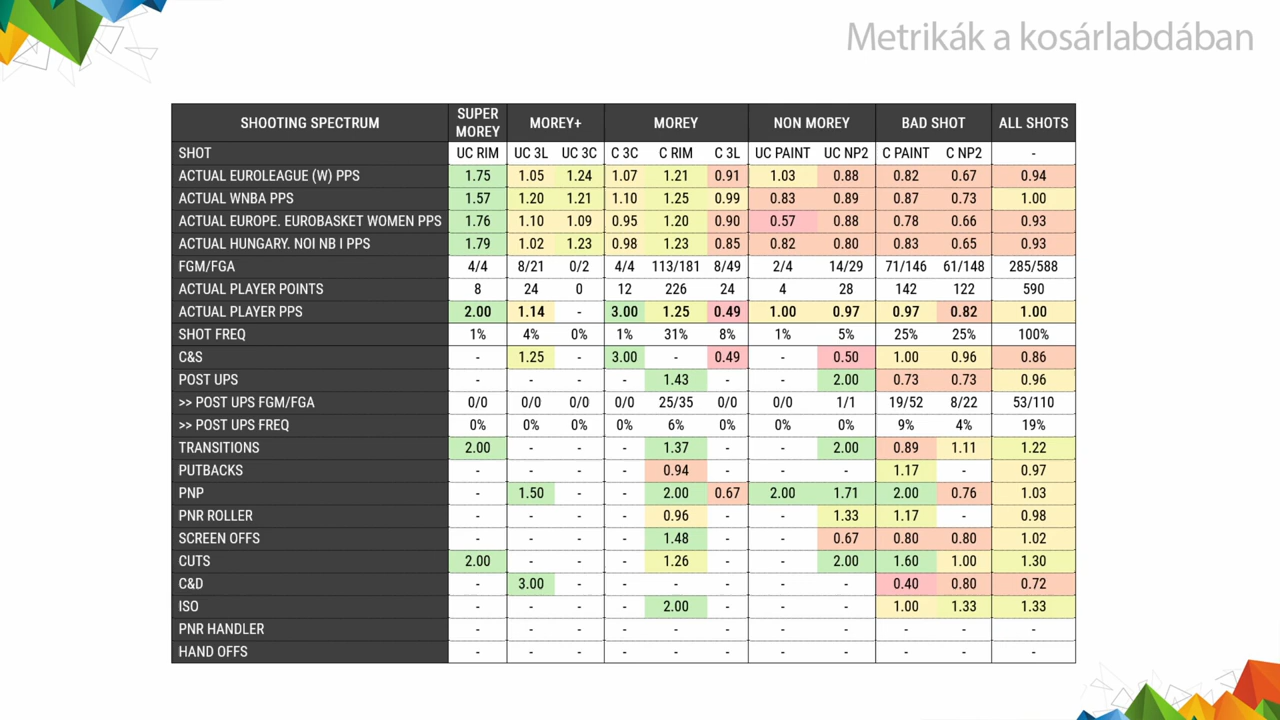 Metrikák a kosárlabdában
SHOOTING SPECTRUM SUPER MOREY MOREY+ MOREY NON MOREY BAD SHOT ALL SHOTS
SHOT UC RIM UC 3L UC 3C C 3C C RIM C 3L UC PAINT UC NP2 C PAINT C NP2 -
ACTUAL EUROLEAGUE (W) PPS 1.75 1.05 1.24 1.07 1.21 0.91 1.03 0.88 0.82 0.67 0.94
ACTUAL WNBA PPS 1.57 1.20 1.21 1.10 1.25 0.99 0.83 0.89 0.87 0.73 1.00
ACTUAL EUROPE. EUROBASKET WOMEN PPS 1.76 1.10 1.09 0.95 1.20 0.90 0.57 0.88 0.78 0.66 0.93
ACTUAL HUNGARY. NOI NB I PPS 1.79 1.02 1.23 0.98 1.23 0.85 0.82 0.80 0.83 0.65 0.93
FGM/FGA 4/4 8/21 0/2 4/4 113/181 8/49 2/4 14/29 71/146 61/148 285/588
ACTUAL PLAYER POINTS 8 24 0 12 226 24 4 28 142 122 590
ACTUAL PLAYER PPS 2.00 1.14 - 3.00 1.25 0.49 1.00 0.97 0.97 0.82 1.00
SHOT FREQ 1% 4% 0% 1% 31% 8% 1% 5% 25% 25% 100%
C&S - 1.25 - 3.00 - 0.49 - 0.50 1.00 0.96 0.86
POST UPS - - - - 1.43 - - 2.00 0.73 0.73 0.96
>> POST UPS FGM/FGA 0/0 0/0 0/0 0/0 25/35 0/0 0/0 1/1 19/52 8/22 53/110
>> POST UPS FREQ 0% 0% 0% 0% 6% 0% 0% 0% 9% 4% 19%
TRANSITIONS 2.00 - - - 1.37 - - 2.00 0.89 1.11 1.22
PUTBACKS - - - - 0.94 - - - 1.17 - 0.97
PNP - 1.50 - - 2.00 0.67 2.00 1.71 2.00 0.76 1.03
PNR ROLLER - - - - 0.96 - - 1.33 1.17 - 0.98
SCREEN OFFS - - - - 1.48 - - 0.67 0.80 0.80 1.02
CUTS 2.00 - - - 1.26 - - 2.00 1.60 1.00 1.30
C&D - 3.00 - - - - - - 0.40 0.80 0.72
ISO - - - - 2.00 - - - 1.00 1.33 1.33
PNR HANDLER - - - - - - - - - - -
HAND OFFS - - - - - - - - - - -